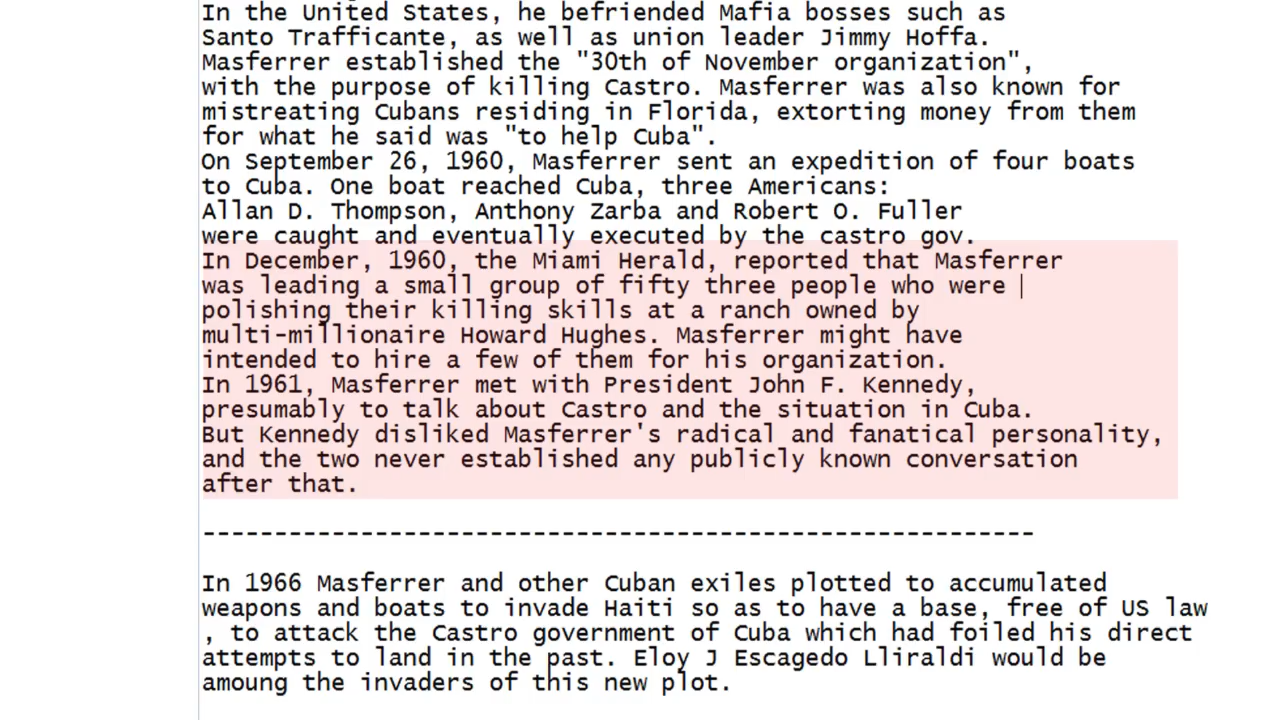 In the United States, he befriended Mafia bosses such as
Santo Trafficante, as well as union leader Jimmy Hoffa.
Masferrer established the "30th of November organization",
with the purpose of killing Castro. Masferrer was also known for
mistreating Cubans residing in Florida, extorting money from them
for what he said was "to help Cuba".
On September 26, 1960, Masferrer sent an expedition of four boats
to Cuba. One boat reached Cuba, three Americans:
Allan D. Thompson, Anthony Zarba and Robert O. Fuller
were caught and eventually executed by the castro gov.
In December, 1960, the Miami Herald, reported that Masferrer
was leading a small group of fifty three people who were
polishing their killing skills at a ranch owned by
multi-millionaire Howard Hughes. Masferrer might have
intended to hire a few of them for his organization.
In 1961, Masferrer met with President John F. Kennedy,
presumably to talk about Castro and the situation in Cuba.
But Kennedy disliked Masferrer's radical and fanatical personality,
and the two never established any publicly known conversation
after that.
----------------------------------------------------------
In 1966 Masferrer and other Cuban exiles plotted to accumulated
weapons and boats to invade Haiti so as to have a base, free of US law
, to attack the Castro government of Cuba which had foiled his direct
attempts to land in the past. Eloy J Escagedo Lliraldi would be
amoung the invaders of this new plot.